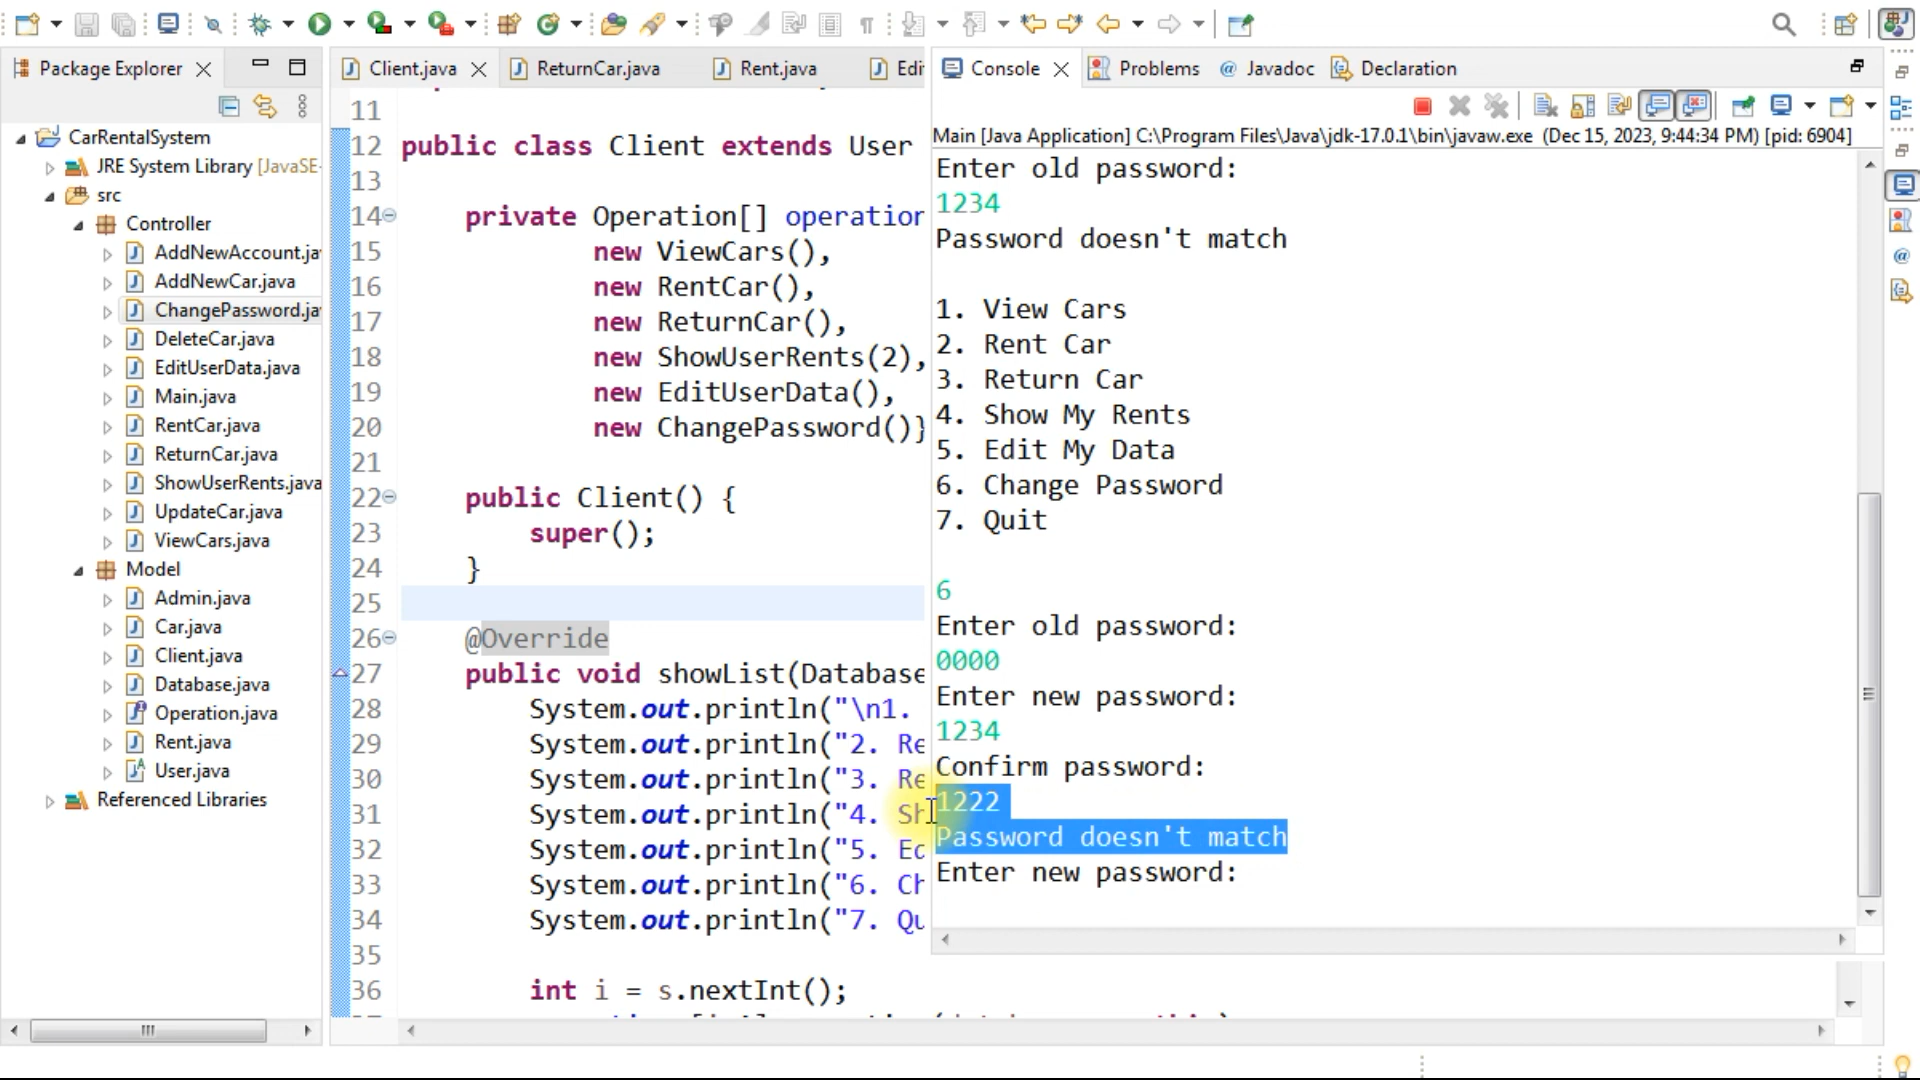 Package Explorer
CarRentalSystem
JRE System Library [JavaSE-
src
Controller
AddNewAccount.ja
AddNewCar.java
ChangePassword.ja
DeleteCar.java
EditUserData.java
Main.java
RentCar.java
ReturnCar.java
ShowUserRents.java
UpdateCar.java
ViewCars.java
Model
Admin.java
Car.java
Client.java
Database.java
Operation.java
Rent.java
User.java
Referenced Libraries
Client.java
ReturnCar.java
Rent.java
Edi
11
12 public class Client extends User
13
14 private Operation[] operation
15 new ViewCars(),
16 new RentCar(),
17 new ReturnCar(),
18 new ShowUserRents(2),
19 new EditUserData(),
20 new ChangePassword()}
21
22 public Client() {
23 super();
24 }
25
26 @Override
27 public void showList(Database
28 System.out.println("\n1.
29 System.out.println("2. Re
30 System.out.println("3. Re
31 System.out.println("4. Sh
32 System.out.println("5. Ed
33 System.out.println("6. Ch
34 System.out.println("7. Qu
35
36 int i = s.nextInt();
Console
Problems
@ Javadoc
Declaration
Main [Java Application] C:\Program Files\Java\jdk-17.0.1\bin\javaw.exe (Dec 15, 2023, 9:44:34 PM) [pid: 6904]
Enter old password:
1234
Password doesn't match
1. View Cars
2. Rent Car
3. Return Car
4. Show My Rents
5. Edit My Data
6. Change Password
7. Quit
6
Enter old password:
0000
Enter new password:
1234
Confirm password:
1222
Password doesn't match
Enter new password: